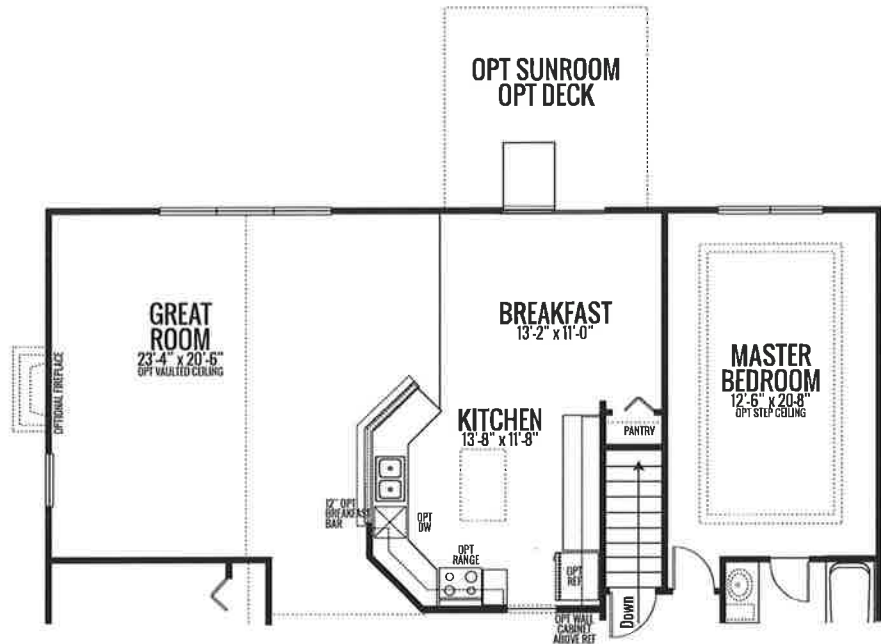 OPT SUNROOM
OPT DECK
GREAT
ROOM
23'-4" x 20'-6"
OPT VAULTED CEILING
OPTIONAL FIREPLACE
BREAKFAST
13'-2" x 11'-0"
MASTER
BEDROOM
12'-6" x 20-8"
OPT STEP CEILING
KITCHEN
13'-8" x 11'-8"
PANTRY
12" OPT
BREAKFAST
BAR
OPT
DW
OPT
RANGE
OPT
REF
Down
OPT WALL
CABINET
ABOVE REF